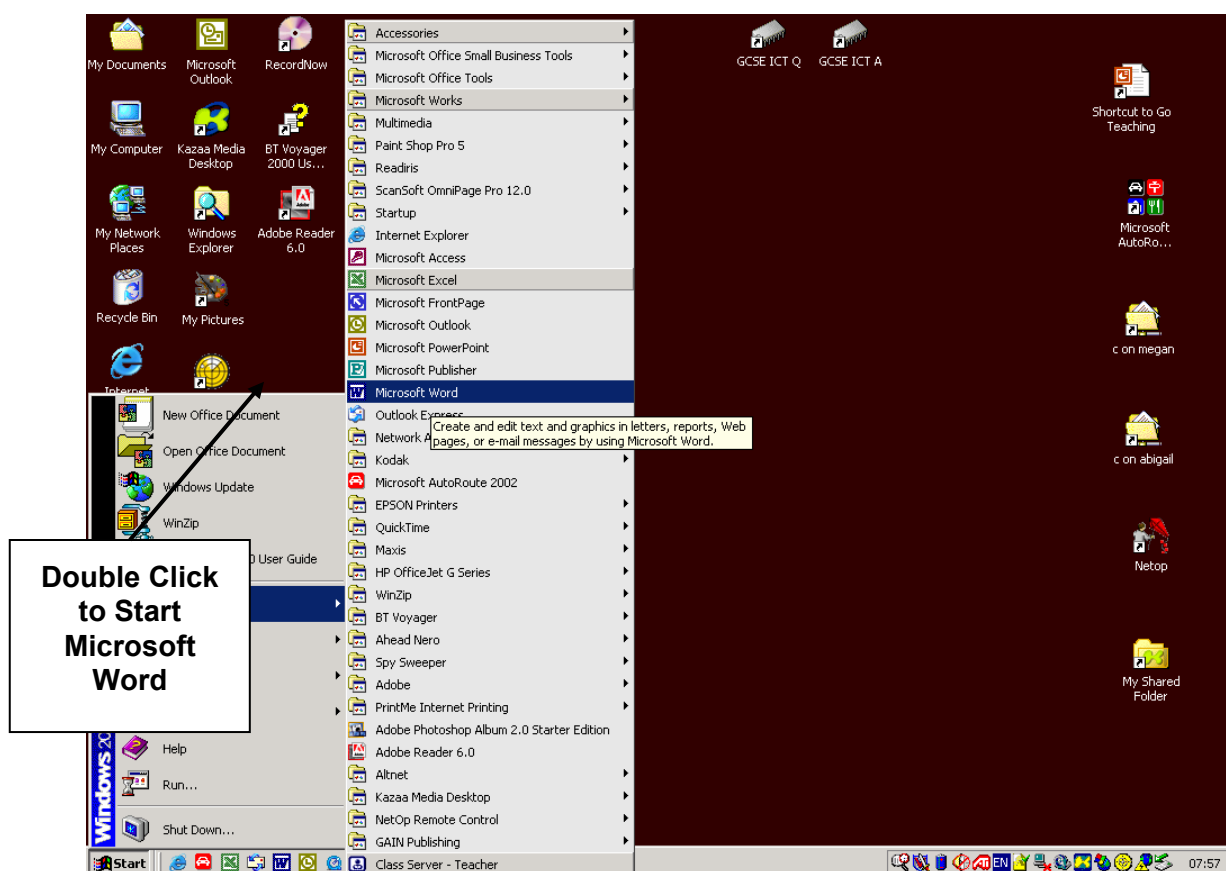 My Documents
Microsoft
Outlook
RecordNow
My Computer
Kazaa Media
Desktop
BT Voyager
2000 Us...
My Network
Places
Windows
Explorer
Adobe Reader
6.0
Recycle Bin
My Pictures
Internet
New Office Document
Open Office Document
Windows Update
WinZip
0 User Guide
Double Click
to Start
Microsoft
Word
Help
Run...
Shut Down...
Windows 20
Start
Accessories
Microsoft Office Small Business Tools
Microsoft Office Tools
Microsoft Works
Multimedia
Paint Shop Pro 5
Readiris
ScanSoft OmniPage Pro 12.0
Startup
Internet Explorer
Microsoft Access
Microsoft Excel
Microsoft FrontPage
Microsoft Outlook
Microsoft PowerPoint
Microsoft Publisher
Microsoft Word
Outlook Express
Create and edit text and graphics in letters, reports, Web
pages, or e-mail messages by using Microsoft Word.
Network A
Kodak
Microsoft AutoRoute 2002
EPSON Printers
QuickTime
Maxis
HP OfficeJet G Series
WinZip
BT Voyager
Ahead Nero
Spy Sweeper
Adobe
PrintMe Internet Printing
Adobe Photoshop Album 2.0 Starter Edition
Adobe Reader 6.0
Altnet
Kazaa Media Desktop
NetOp Remote Control
GAIN Publishing
Class Server - Teacher
GCSE ICT Q
GCSE ICT A
Shortcut to Go
Teaching
Microsoft
AutoRo...
c on megan
c on abigail
Netop
My Shared
Folder
EN
07:57